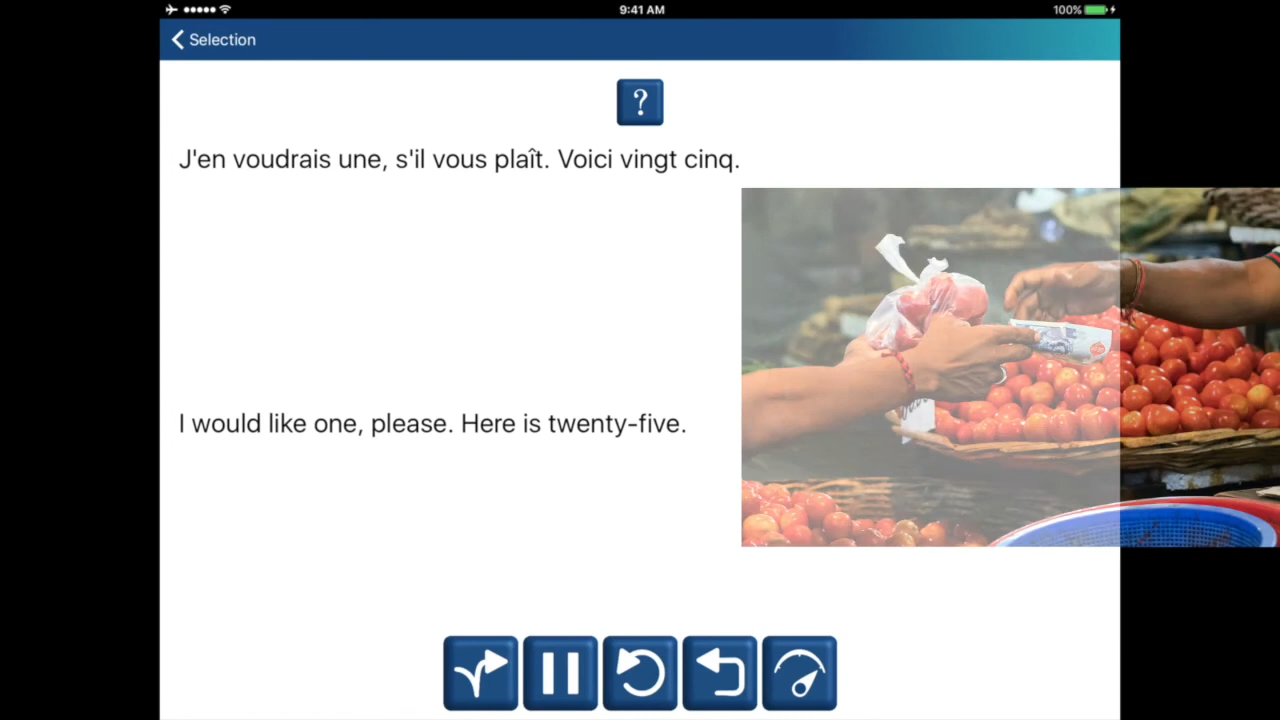 9:41 AM
100%
Selection
?
J'en voudrais une, s'il vous plaît. Voici vingt cinq.
I would like one, please. Here is twenty-five.